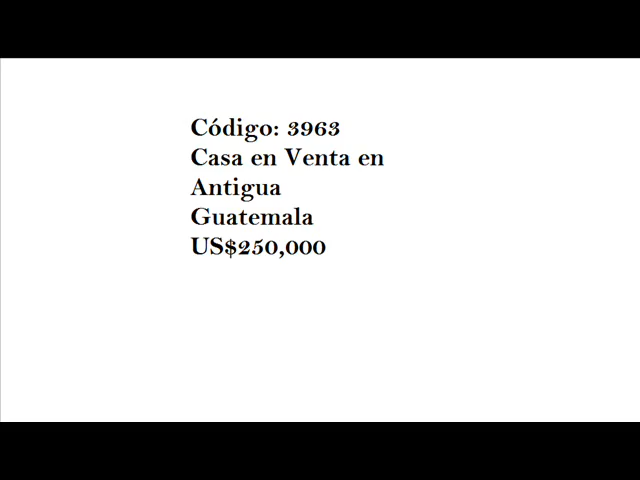 Código: 3963
Casa en Venta en
Antigua
Guatemala
US$250,000